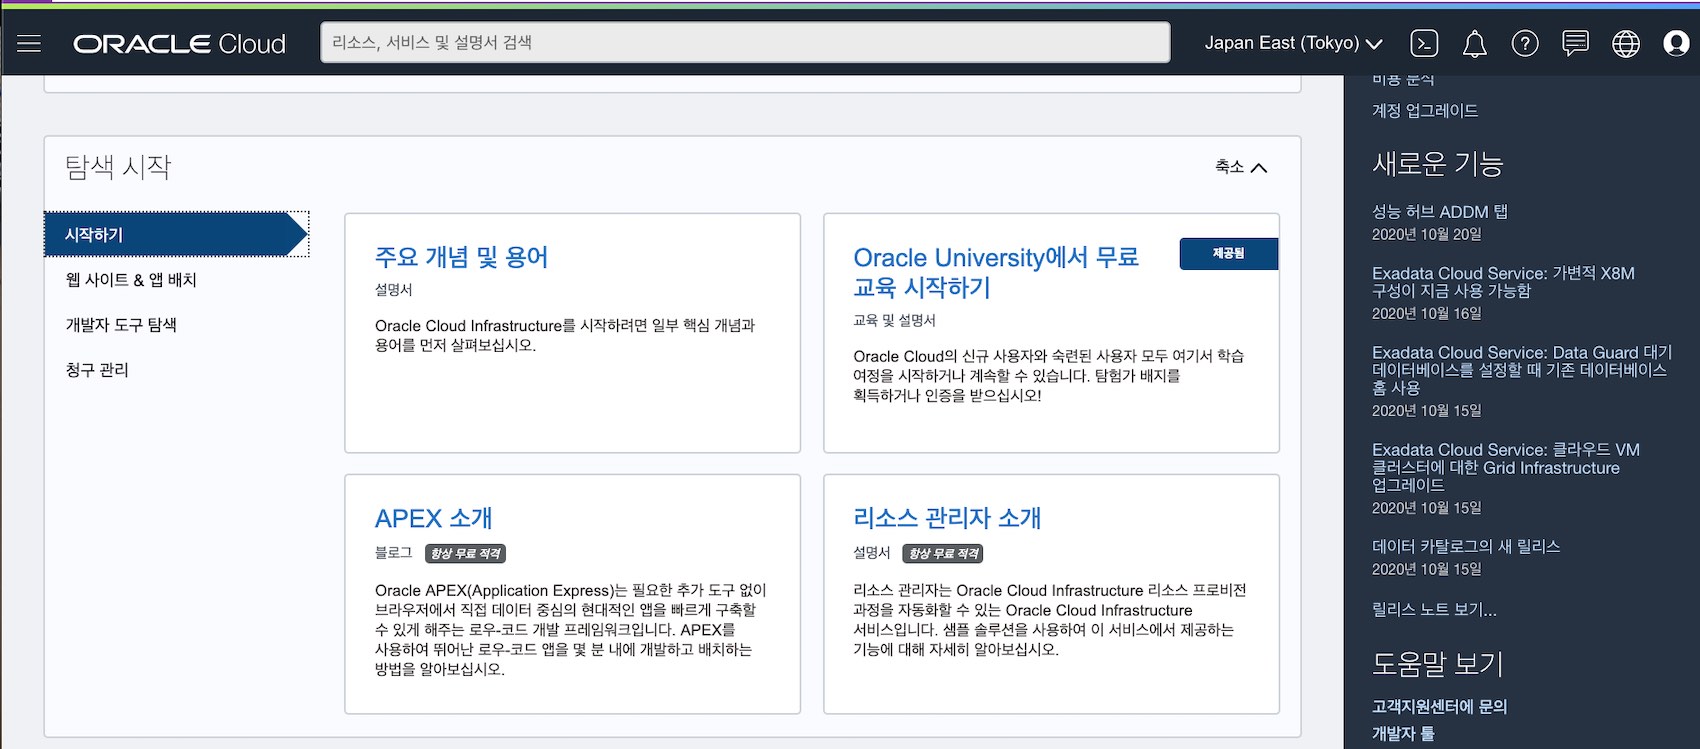 ORACLE Cloud
리소스, 서비스 및 설명서 검색
Japan East (Tokyo)
탐색 시작
축소
시작하기
웹 사이트 & 앱 배치
개발자 도구 탐색
청구 관리
주요 개념 및 용어
설명서
Oracle Cloud Infrastructure를 시작하려면 일부 핵심 개념과
용어를 먼저 살펴보십시오.
Oracle University에서 무료
교육 시작하기
제공됨
교육 및 설명서
Oracle Cloud의 신규 사용자와 숙련된 사용자 모두 여기서 학습
여정을 시작하거나 계속할 수 있습니다. 탐험가 배지를
획득하거나 인증을 받으십시오!
APEX 소개
블로그 항상 무료 적격
Oracle APEX(Application Express)는 필요한 추가 도구 없이
브라우저에서 직접 데이터 중심의 현대적인 앱을 빠르게 구축할
수 있게 해주는 로우-코드 개발 프레임워크입니다. APEX를
사용하여 뛰어난 로우-코드 앱을 몇 분 내에 개발하고 배치하는
방법을 알아보십시오.
리소스 관리자 소개
설명서 항상 무료 적격
리소스 관리자는 Oracle Cloud Infrastructure 리소스 프로비전
과정을 자동화할 수 있는 Oracle Cloud Infrastructure
서비스입니다. 샘플 솔루션을 사용하여 이 서비스에서 제공하는
기능에 대해 자세히 알아보십시오.
비용 분석
계정 업그레이드
새로운 기능
성능 허브 ADDM 탭
2020년 10월 20일
Exadata Cloud Service: 가변적 X8M
구성이 지금 사용 가능함
2020년 10월 16일
Exadata Cloud Service: Data Guard 대기
데이터베이스를 설정할 때 기존 데이터베이스
홈 사용
2020년 10월 15일
Exadata Cloud Service: 클라우드 VM
클러스터에 대한 Grid Infrastructure
업그레이드
2020년 10월 15일
데이터 카탈로그의 새 릴리스
2020년 10월 15일
릴리스 노트 보기...
도움말 보기
고객지원센터에 문의
개발자 툴